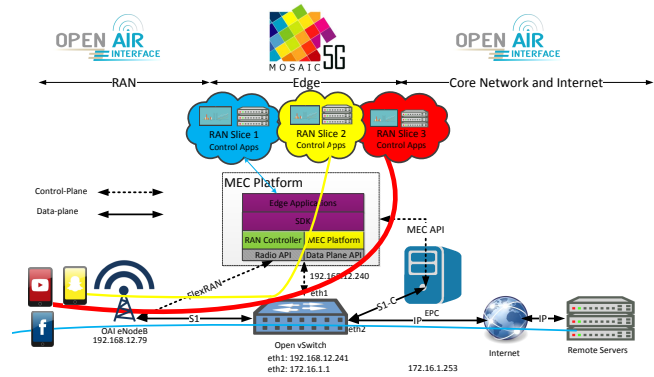 OPEN AIR
INTERFACE
MOSAIC 5G
OPEN AIR
INTERFACE
RAN
Edge
Core Network and Internet
RAN Slice 1
Control Apps
RAN Slice 2
Control Apps
RAN Slice 3
Control Apps
MEC Platform
Control-Plane
Data-plane
Edge Applications
SDK
RAN Controller
MEC Platform
Radio API
Data Plane API
MEC API
192.168.12.240
FlexRAN
eth1
S1-C
EPC
S1
IP
IP
eth2
OAI eNodeB
192.168.12.79
Open vSwitch
eth1: 192.168.12.241
eth2: 172.16.1.1
172.16.1.253
Internet
Remote Servers